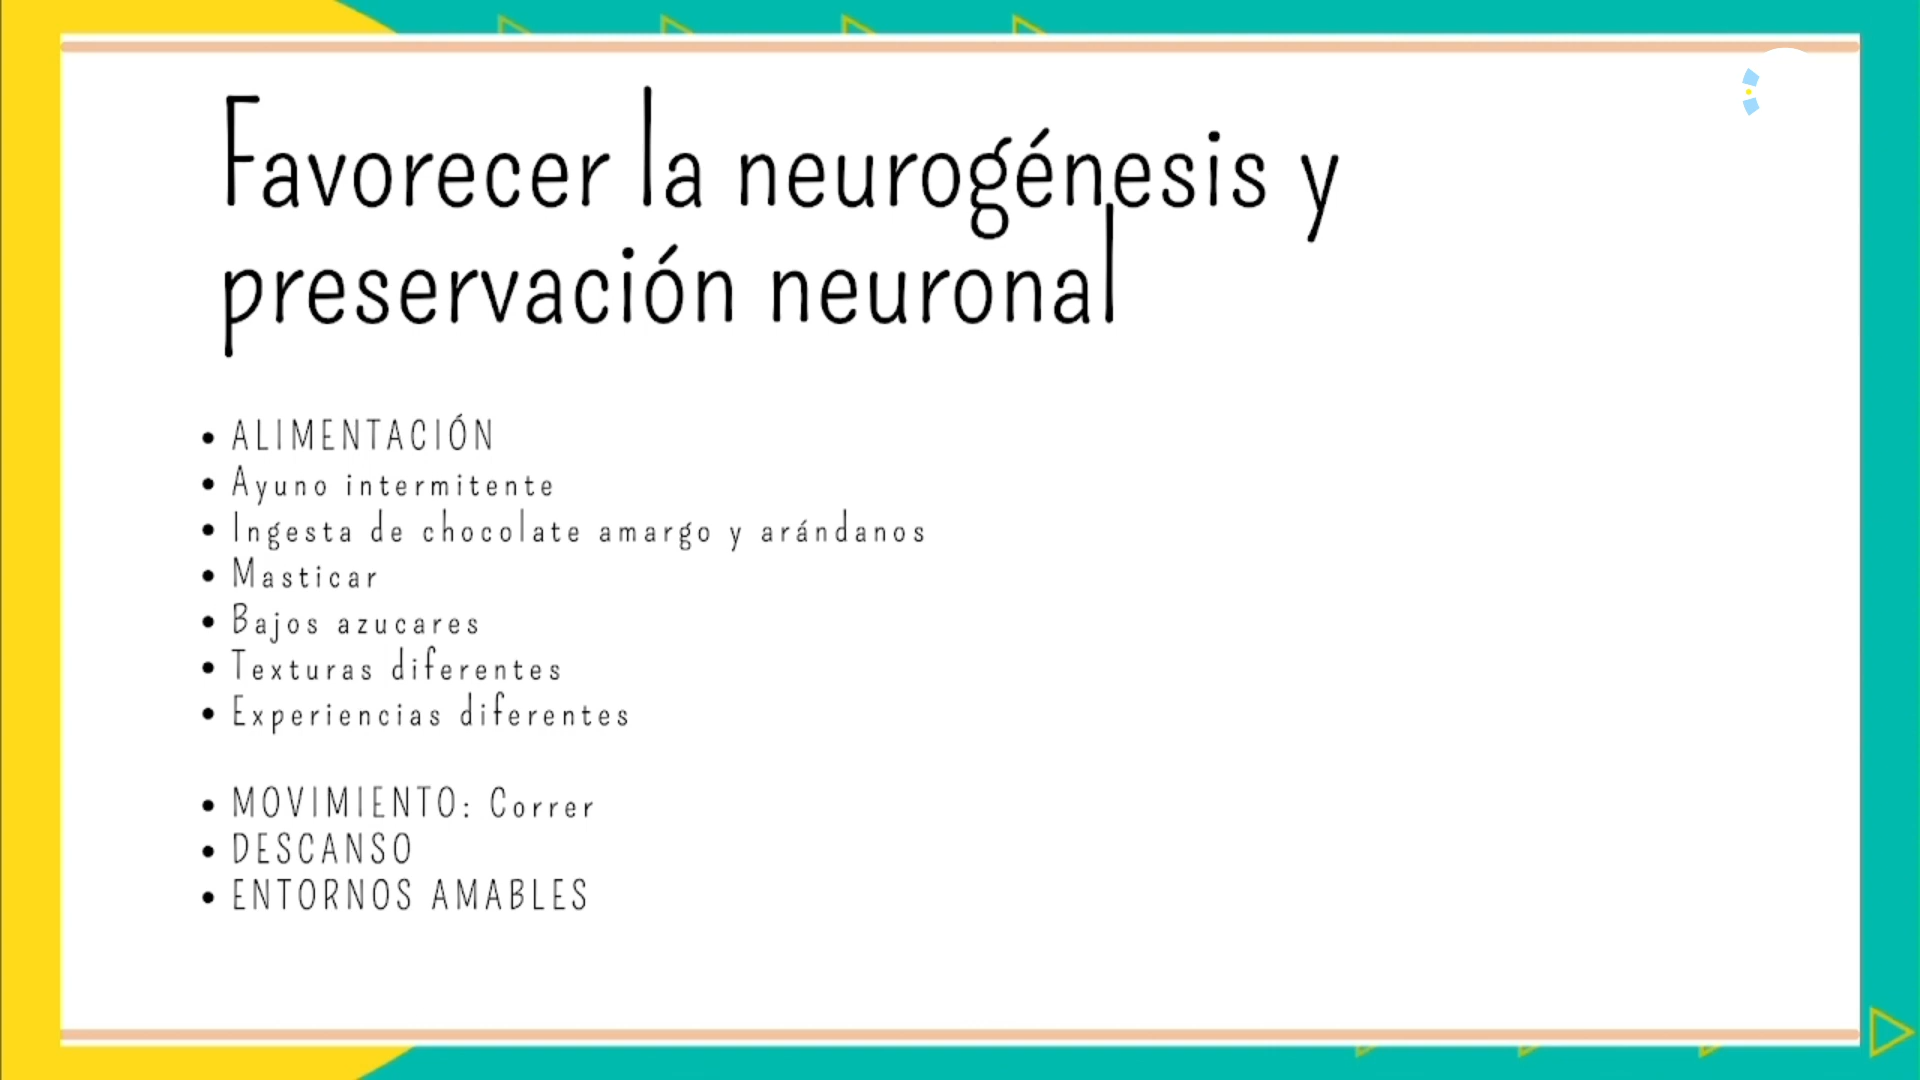 Favorecer la neurogénesis y
preservación neuronal
• ALIMENTACIÓN
• Ayuno intermitente
• Ingesta de chocolate amargo y arándanos
• Masticar
• Bajos azucares
• Texturas diferentes
• Experiencias diferentes
• MOVIMIENTO: Correr
• DESCANSO
• ENTORNOS AMABLES